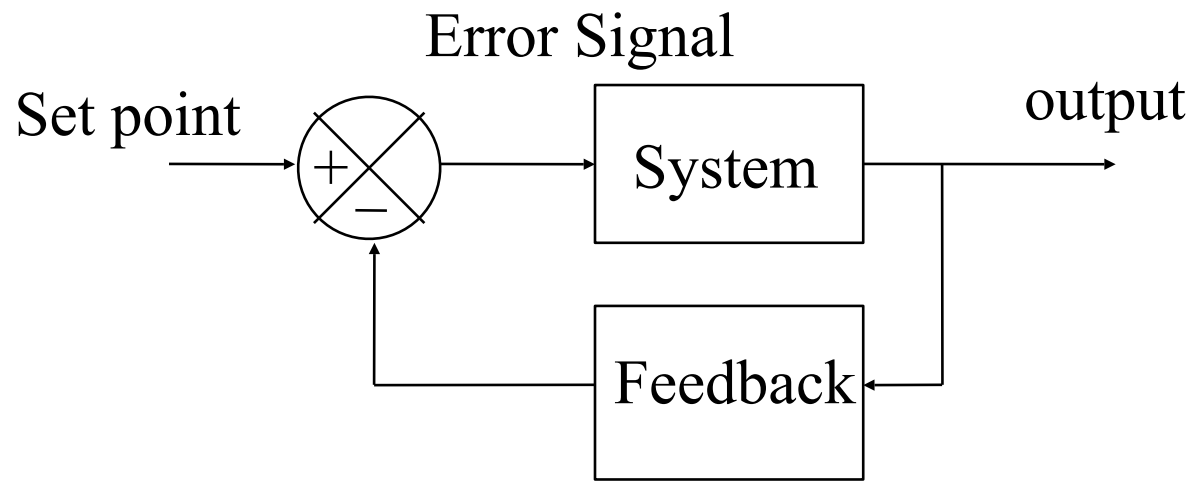 Error Signal
Set point
output
+
−
System
Feedback